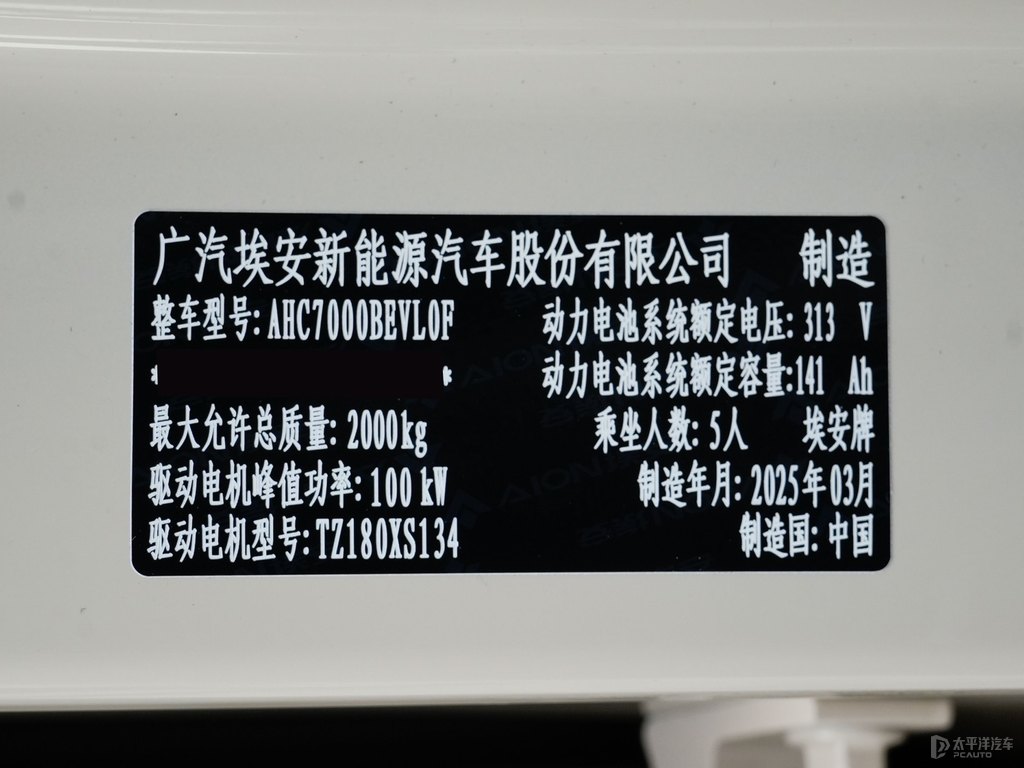 广汽埃安新能源汽车股份有限公司 制造
整车型号:AHC7000BEVL0F 动力电池系统额定电压:313 V
动力电池系统额定容量:141 Ah
最大允许总质量:2000kg 乘坐人数:5人 埃安牌
驱动电机峰值功率:100 kW 制造年月:2025年03月
驱动电机型号:TZ180XS134 制造国:中国
太平洋汽车
PCAUTO